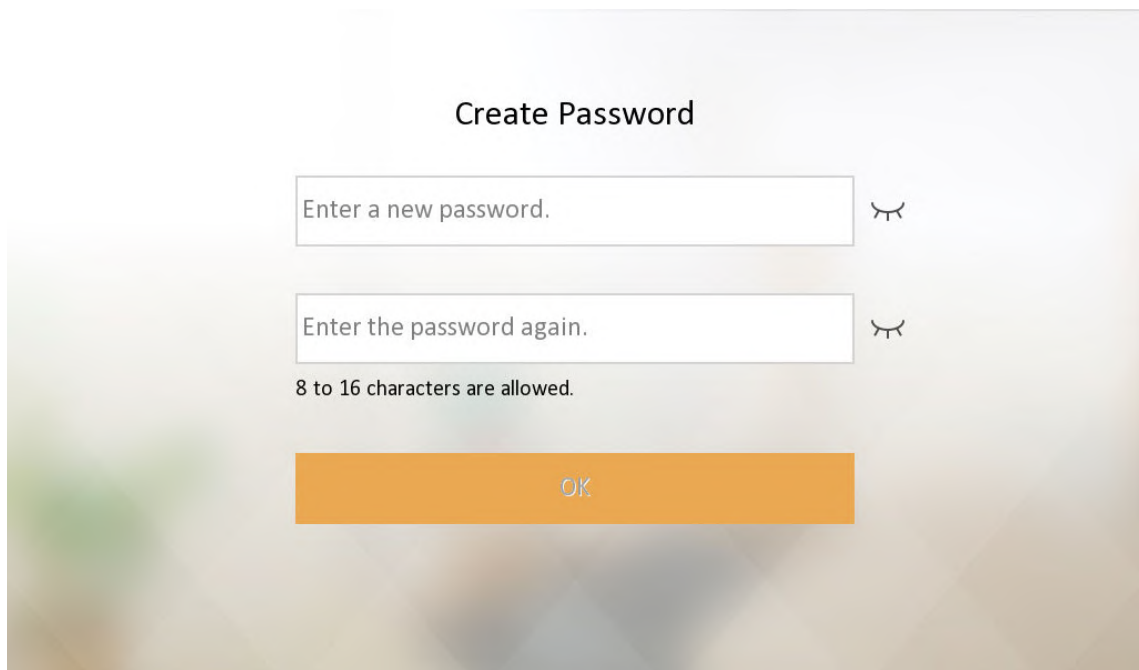 Create Password
Enter a new password.
Enter the password again.
8 to 16 characters are allowed.
OK